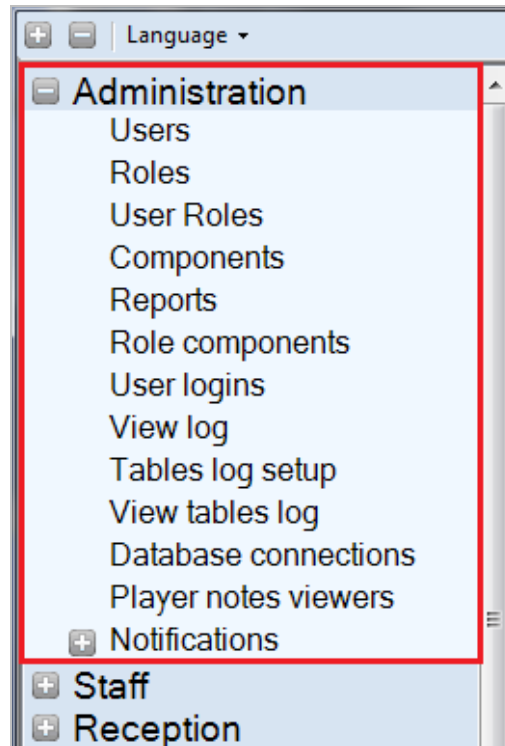 Language
Administration
Users
Roles
User Roles
Components
Reports
Role components
User logins
View log
Tables log setup
View tables log
Database connections
Player notes viewers
Notifications
Staff
Reception